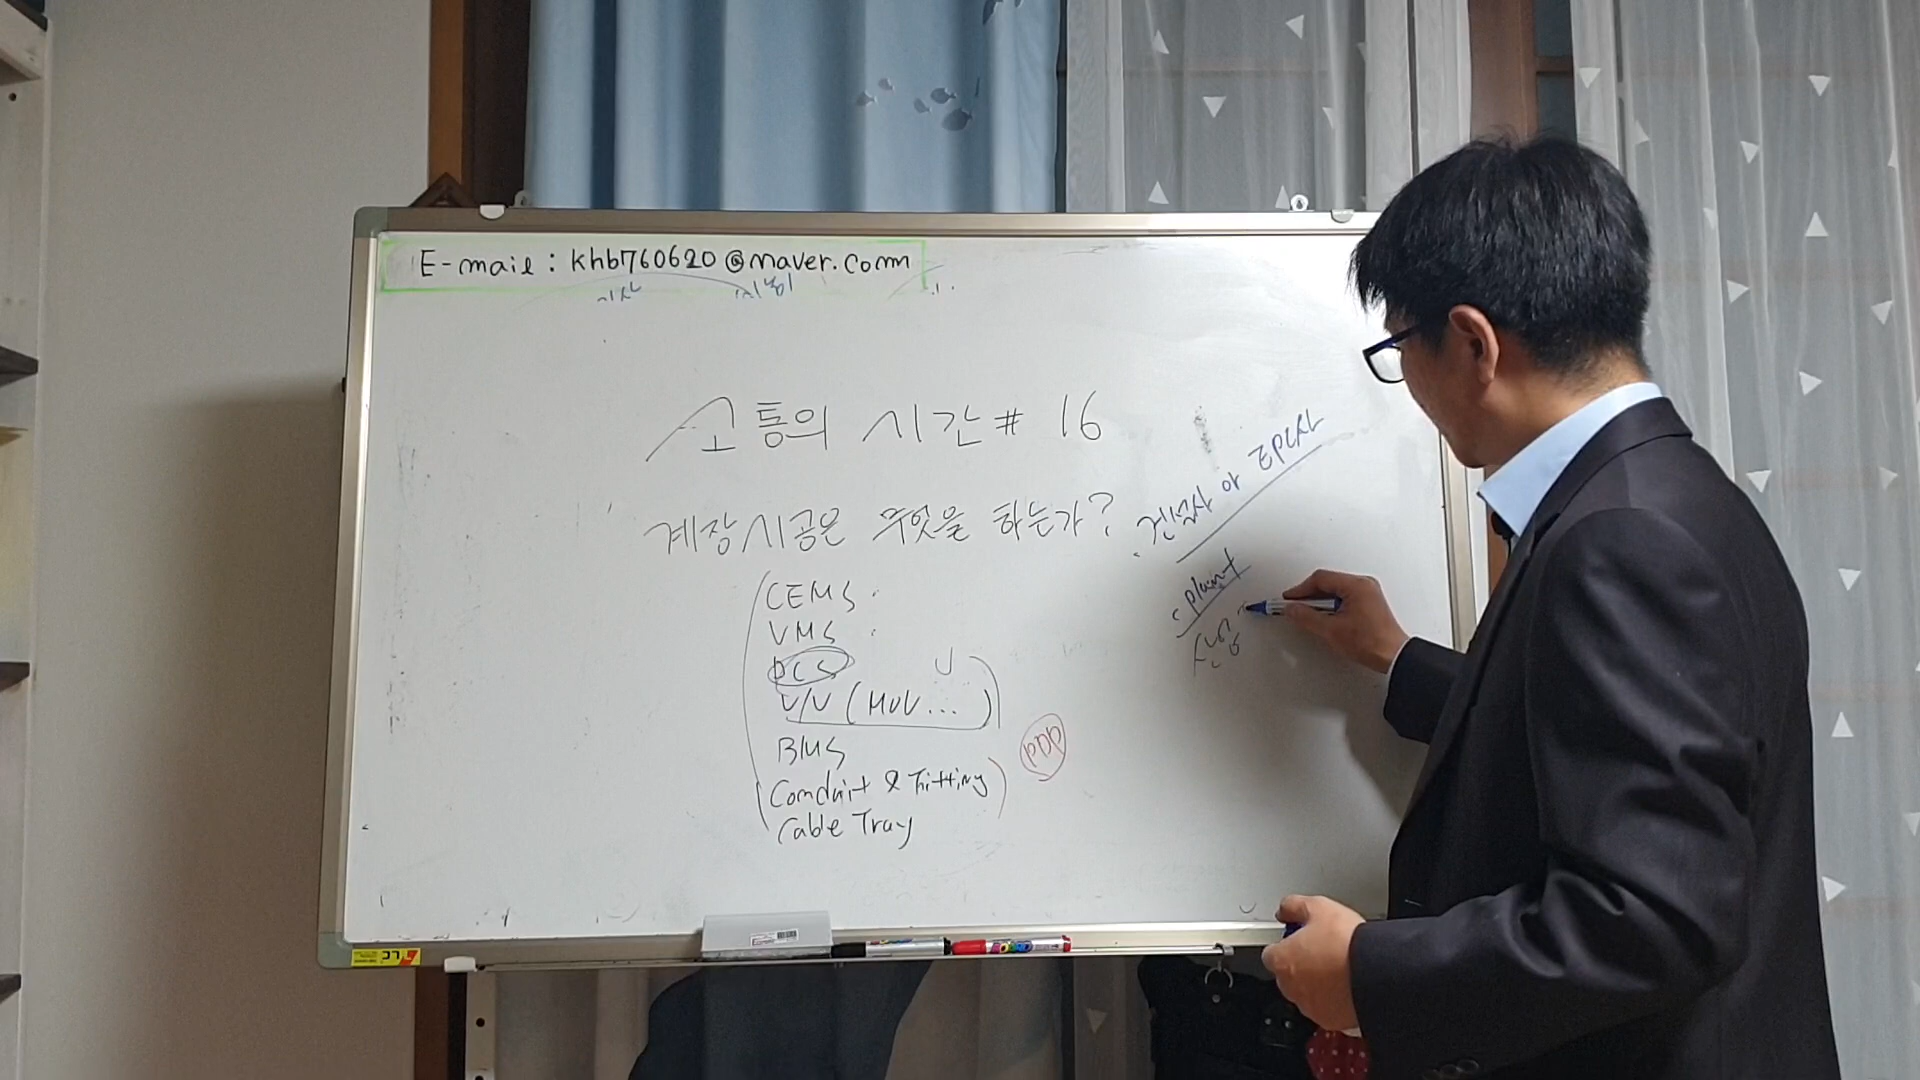 E-mail : khb760620@naver.com
소통의 시간# 16
계장시공은 무엇을 하는가?
건설사 아 EPC사
plant
CEMS
VMS
DCS
V/V (MOV...)
BMS
Conduit & Fitting
Cable Tray